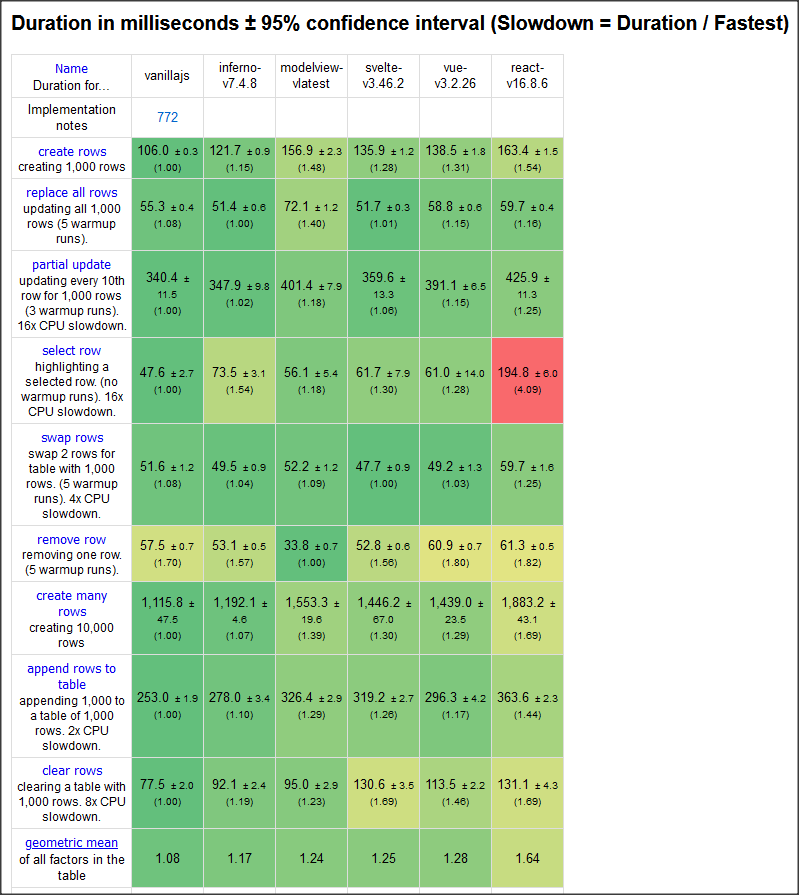 Duration in milliseconds ± 95% confidence interval (Slowdown = Duration / Fastest)
Name
Duration for...
vanillajs
inferno-
v7.4.8
modelview-
vlatest
svelte-
v3.46.2
vue-
v3.2.26
react-
v16.8.6
Implementation
notes
772
create rows
creating 1,000 rows
106.0 ± 0.3
(1.00)
121.7 ± 0.9
(1.15)
156.9 ± 2.3
(1.48)
135.9 ± 1.2
(1.28)
138.5 ± 1.8
(1.31)
163.4 ± 1.5
(1.54)
replace all rows
updating all 1,000
rows (5 warmup
runs).
55.3 ± 0.4
(1.08)
51.4 ± 0.6
(1.00)
72.1 ± 1.2
(1.40)
51.7 ± 0.3
(1.01)
58.8 ± 0.6
(1.15)
59.7 ± 0.4
(1.16)
partial update
updating every 10th
row for 1,000 rows
(3 warmup runs).
16x CPU slowdown.
340.4 ±
11.5
(1.00)
347.9 ± 9.8
(1.02)
401.4 ± 7.9
(1.18)
359.6 ±
13.3
(1.06)
391.1 ± 6.5
(1.15)
425.9 ±
11.3
(1.25)
select row
highlighting a
selected row. (no
warmup runs). 16x
CPU slowdown.
47.6 ± 2.7
(1.00)
73.5 ± 3.1
(1.54)
56.1 ± 5.4
(1.18)
61.7 ± 7.9
(1.30)
61.0 ± 14.0
(1.28)
194.8 ± 6.0
(4.09)
swap rows
swap 2 rows for
table with 1,000
rows. (5 warmup
runs). 4x CPU
slowdown.
51.6 ± 1.2
(1.08)
49.5 ± 0.9
(1.04)
52.2 ± 1.2
(1.09)
47.7 ± 0.9
(1.00)
49.2 ± 1.3
(1.03)
59.7 ± 1.6
(1.25)
remove row
removing one row.
(5 warmup runs).
57.5 ± 0.7
(1.70)
53.1 ± 0.5
(1.57)
33.8 ± 0.7
(1.00)
52.8 ± 0.6
(1.56)
60.9 ± 0.7
(1.80)
61.3 ± 0.5
(1.82)
create many
rows
creating 10,000
rows
1,115.8 ±
47.5
(1.00)
1,192.1 ±
4.6
(1.07)
1,553.3 ±
19.6
(1.39)
1,446.2 ±
67.0
(1.30)
1,439.0 ±
23.5
(1.29)
1,883.2 ±
43.1
(1.69)
append rows to
table
appending 1,000 to
a table of 1,000
rows. 2x CPU
slowdown.
253.0 ± 1.9
(1.00)
278.0 ± 3.4
(1.10)
326.4 ± 2.9
(1.29)
319.2 ± 2.7
(1.26)
296.3 ± 4.2
(1.17)
363.6 ± 2.3
(1.44)
clear rows
clearing a table with
1,000 rows. 8x CPU
slowdown.
77.5 ± 2.0
(1.00)
92.1 ± 2.4
(1.19)
95.0 ± 2.9
(1.23)
130.6 ± 3.5
(1.69)
113.5 ± 2.2
(1.46)
131.1 ± 4.3
(1.69)
geometric mean
of all factors in the
table
1.08
1.17
1.24
1.25
1.28
1.64